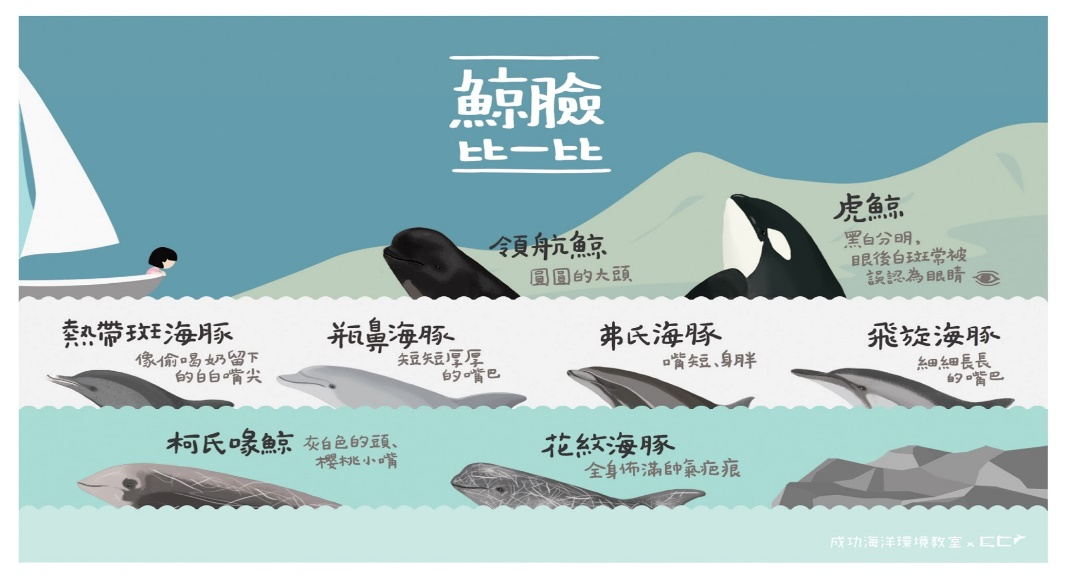 鯨臉
比一比
虎鯨
黑白分明，
眼後白斑常被
誤認為眼睛
領航鯨
圓圓的大頭
熱帶斑海豚
像偷喝奶留下
的白白嘴尖
瓶鼻海豚
短短厚厚
的嘴巴
弗氏海豚
嘴短、身胖
飛旋海豚
細細長長
的嘴巴
柯氏喙鯨
灰白色的頭、
櫻桃小嘴
花紋海豚
全身佈滿帥氣疤痕
成功海洋環境教室 x